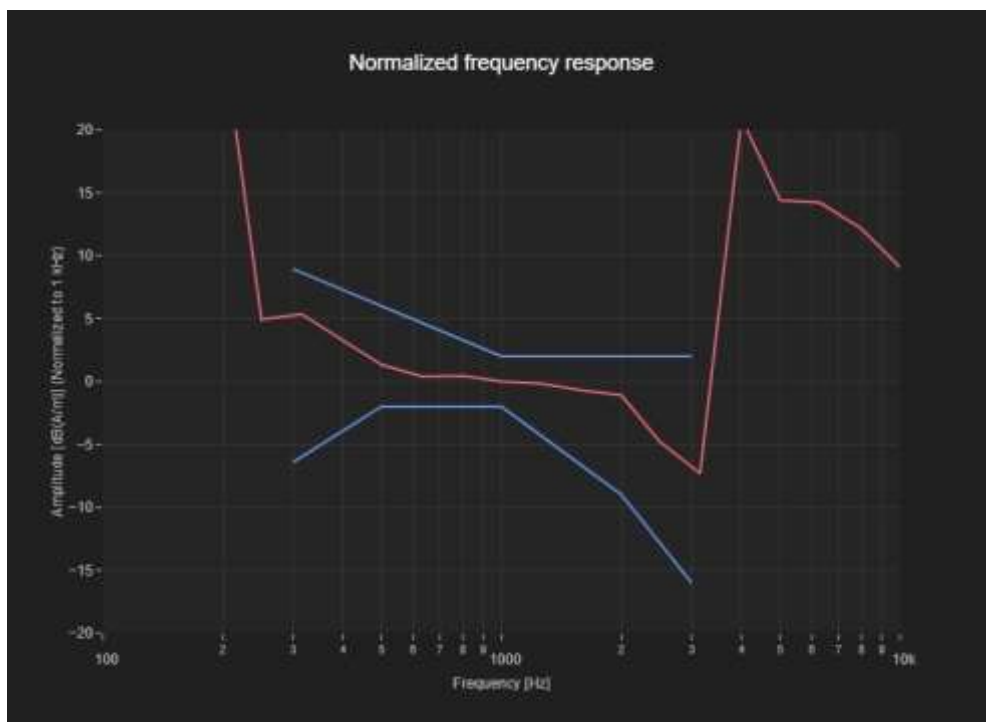 Normalized frequency response
20
15
10
5
0
−5
−10
−15
−20
Amplitude [dB(A/m)] (Normalized to 1 kHz)
2 3 4 5 6 7 8 9 2 3 4 5 6 7 8 9
100 1000 10k
Frequency [Hz]